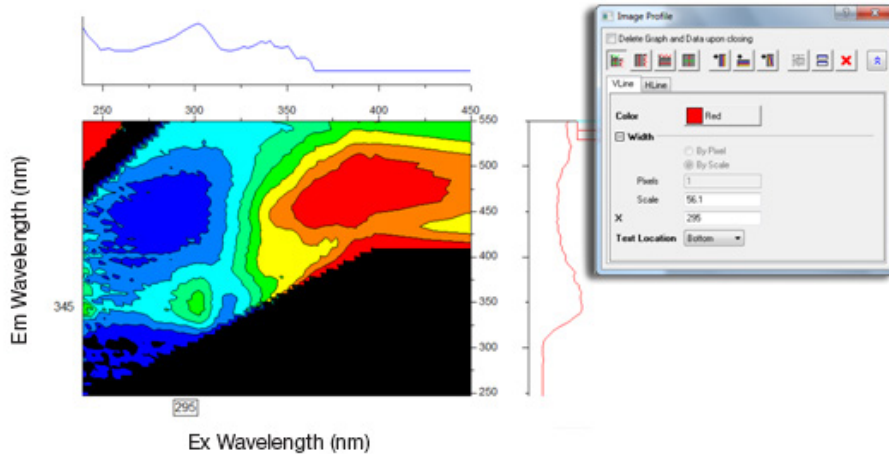 Image Profile
Delete Graph and Data upon closing
VLine HLine
Color Red
Width
By Pixel
By Scale
Pixels 1
Scale 56.1
X 295
Text Location Bottom
250 300 350 400 450
550
500
450
400
350
300
250
Em Wavelength (nm)
345
295
Ex Wavelength (nm)